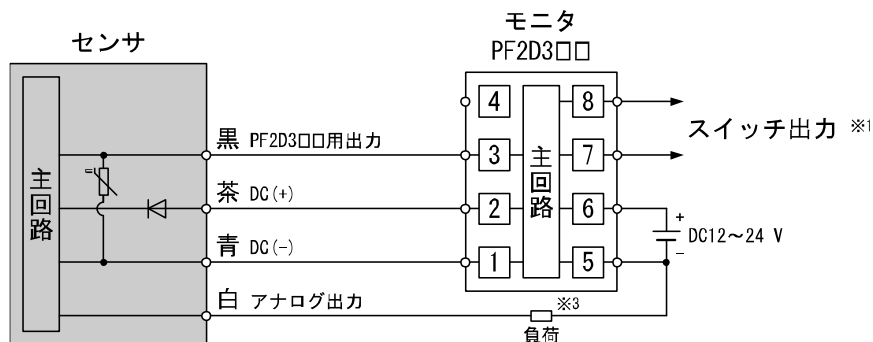 モニタ
PF2D3□□
センサ
主回路
黒 PF2D3□□用出力
茶 DC(+)
青 DC(-)
白 アナログ出力
4
3
2
1
主回路
8
7
6
5
スイッチ出力 ※1
+
DC12～24 V
-
※3
負荷